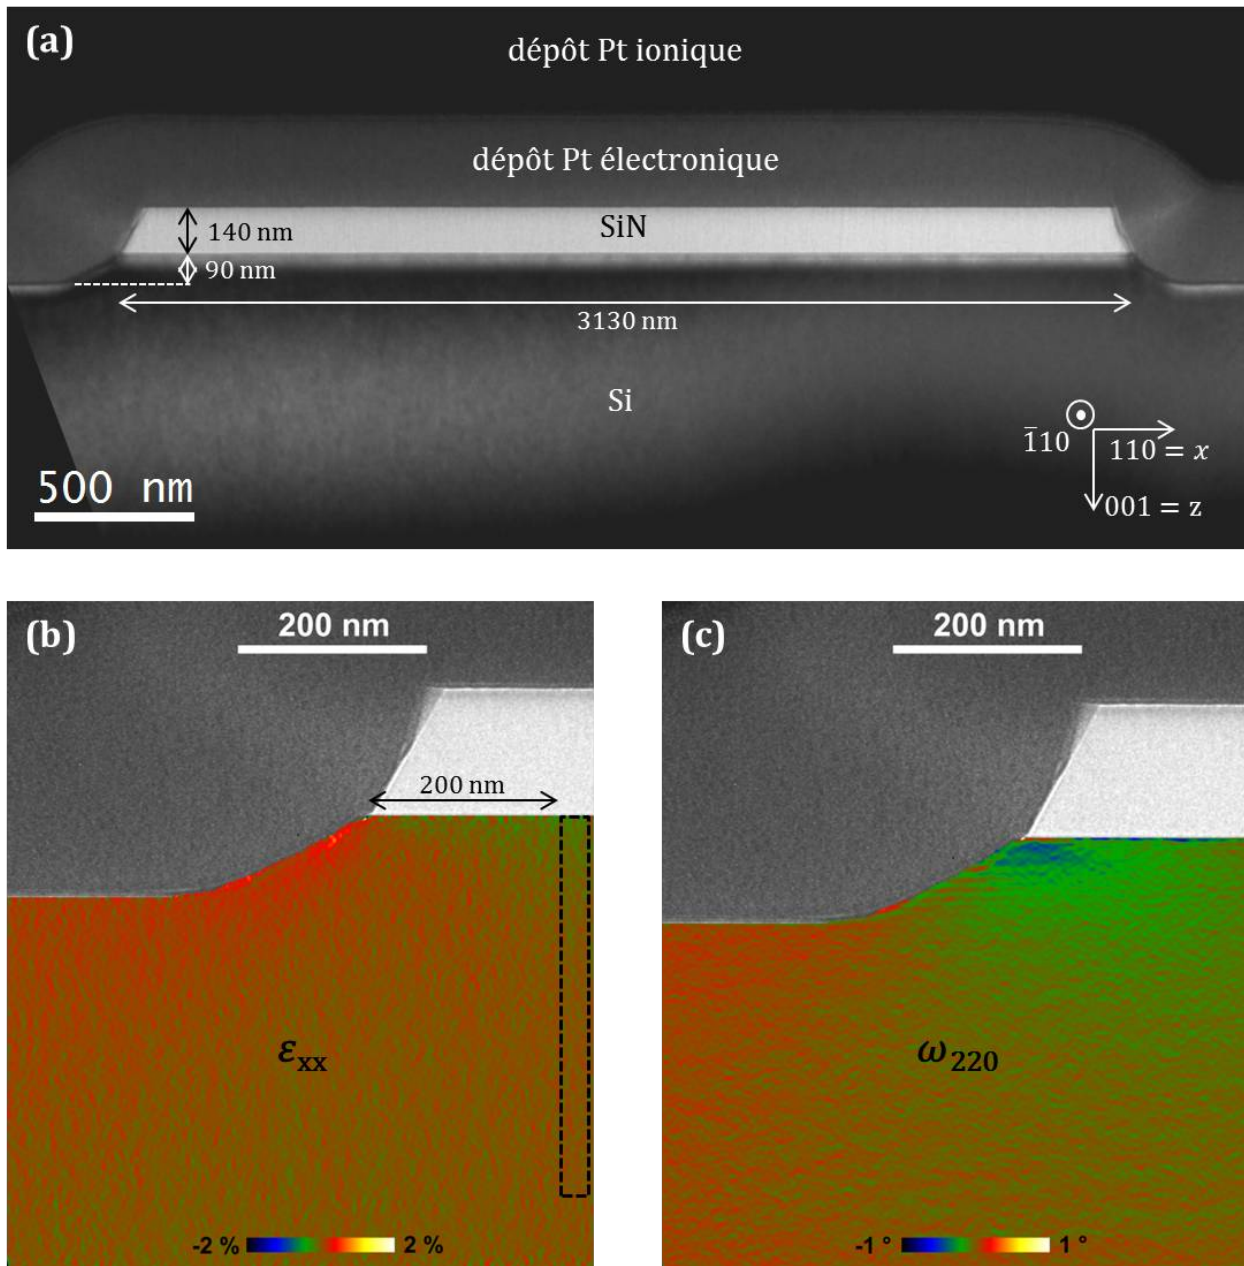 (a)
dépôt Pt ionique
dépôt Pt électronique
SiN
140 nm
90 nm
3130 nm
Si
1̄10
110 = x
001 = z
500 nm
(b)
200 nm
200 nm
εxx
-2 % 2 %
(c)
200 nm
ω220
-1 ° 1 °